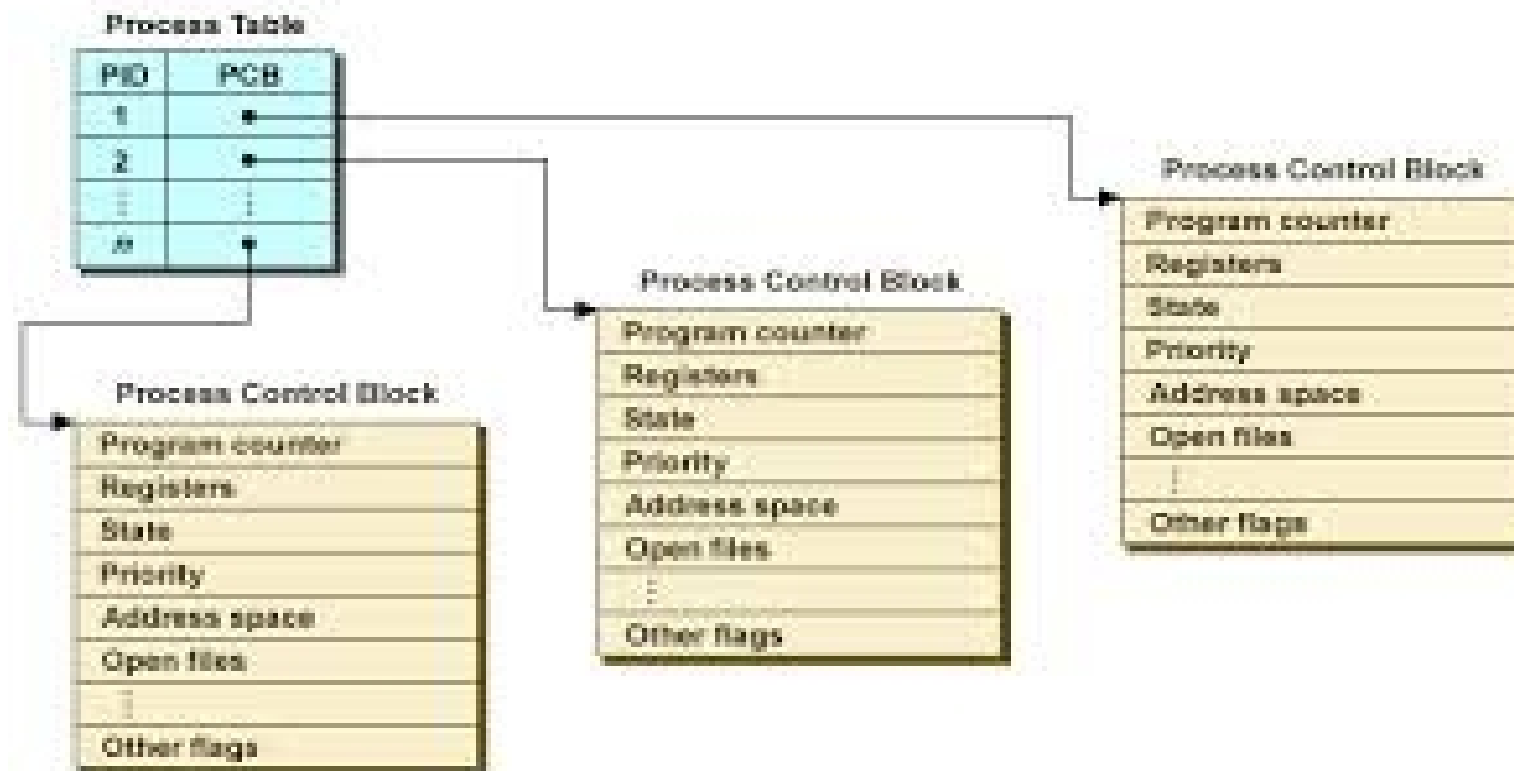 Process Table
PID PCB
1
2
⋮ ⋮
n
Process Control Block
Program counter
Registers
State
Priority
Address space
Open files
⋮
Other flags
Process Control Block
Program counter
Registers
State
Priority
Address space
Open files
⋮
Other flags
Process Control Block
Program counter
Registers
State
Priority
Address space
Open files
⋮
Other flags